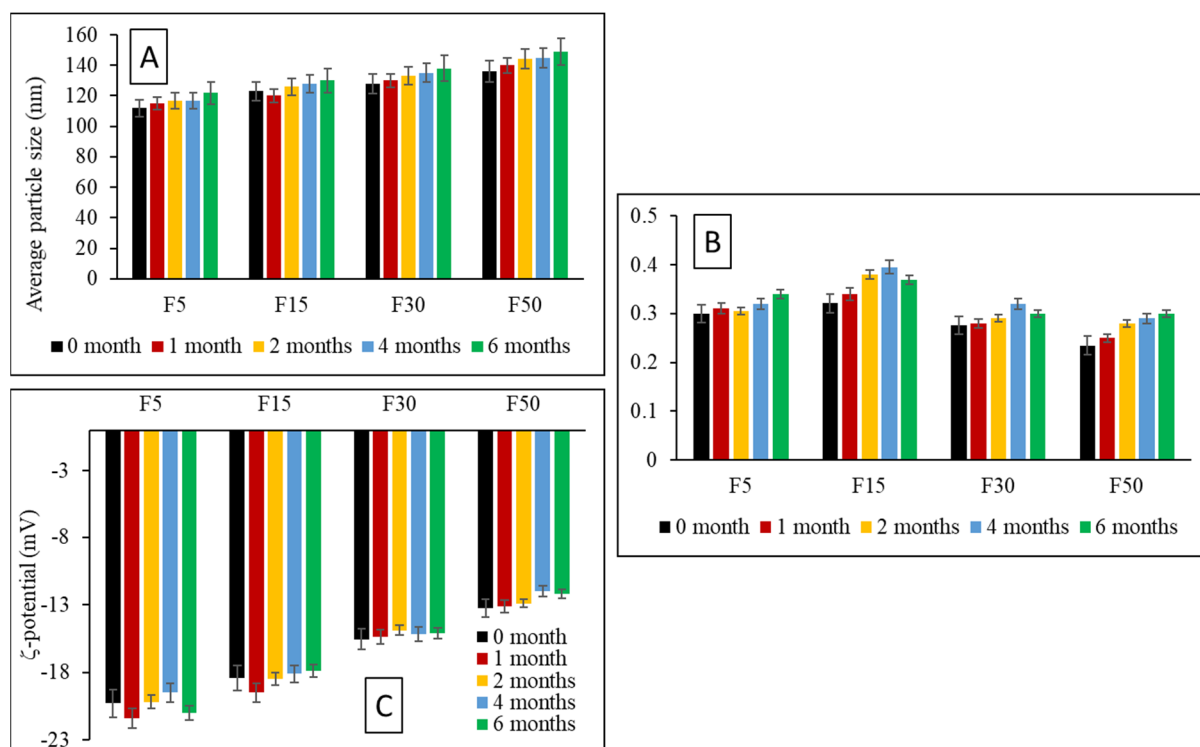 A
Average particle size (nm)
160
140
120
100
80
60
40
20
0
F5 F15 F30 F50
0 month 1 month 2 months 4 months 6 months
B
0.5
0.4
0.3
0.2
0.1
0
F5 F15 F30 F50
0 month 1 month 2 months 4 months 6 months
F5 F15 F30 F50
ζ-potential (mV)
-3
-8
-13
-18
-23
C
0 month
1 month
2 months
4 months
6 months